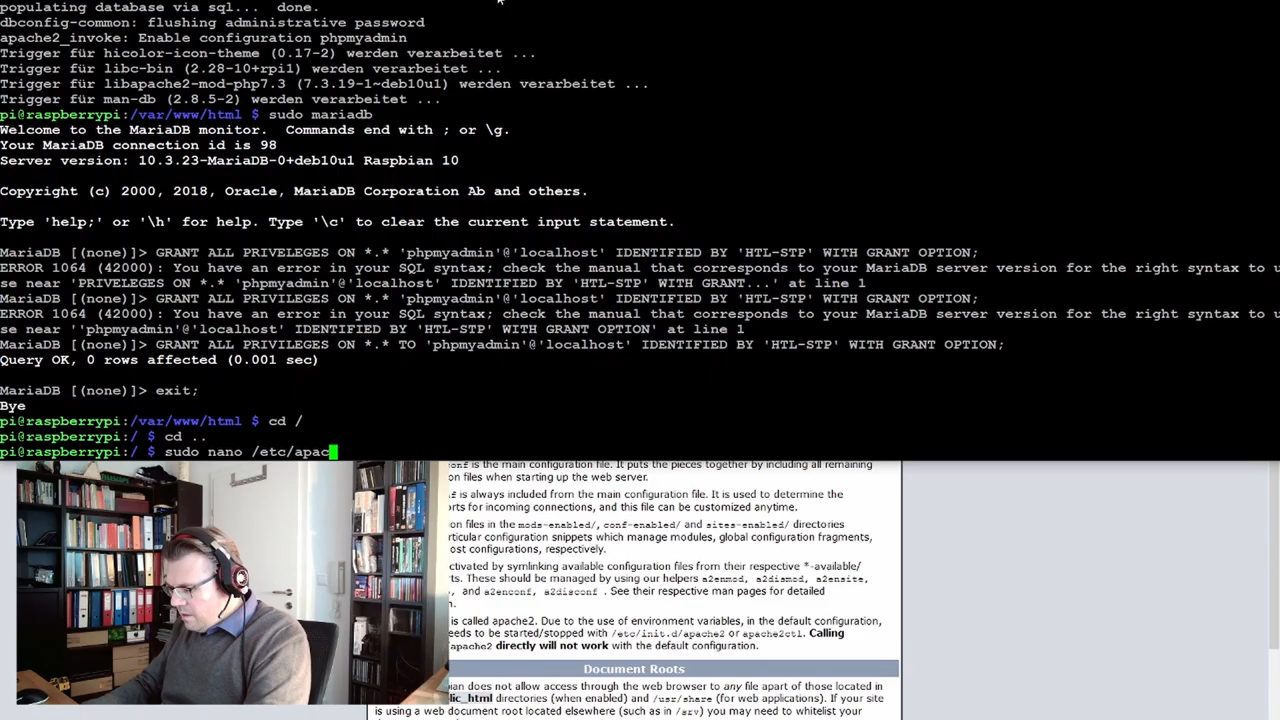 populating database via sql...  done.
dbconfig-common: flushing administrative password
apache2_invoke: Enable configuration phpmyadmin
Trigger für hicolor-icon-theme (0.17-2) werden verarbeitet ...
Trigger für libc-bin (2.28-10+rpi1) werden verarbeitet ...
Trigger für libapache2-mod-php7.3 (7.3.19-1~deb10u1) werden verarbeitet ...
Trigger für man-db (2.8.5-2) werden verarbeitet ...
pi@raspberrypi:/var/www/html $ sudo mariadb
Welcome to the MariaDB monitor.  Commands end with ; or \g.
Your MariaDB connection id is 98
Server version: 10.3.23-MariaDB-0+deb10u1 Raspbian 10
Copyright (c) 2000, 2018, Oracle, MariaDB Corporation Ab and others.
Type 'help;' or '\h' for help. Type '\c' to clear the current input statement.
MariaDB [(none)]> GRANT ALL PRIVELEGES ON *.* 'phpmyadmin'@'localhost' IDENTIFIED BY 'HTL-STP' WITH GRANT OPTION;
ERROR 1064 (42000): You have an error in your SQL syntax; check the manual that corresponds to your MariaDB server version for the right syntax to u
se near 'PRIVELEGES ON *.* 'phpmyadmin'@'localhost' IDENTIFIED BY 'HTL-STP' WITH GRANT...' at line 1
MariaDB [(none)]> GRANT ALL PRIVILEGES ON *.* 'phpmyadmin'@'localhost' IDENTIFIED BY 'HTL-STP' WITH GRANT OPTION;
ERROR 1064 (42000): You have an error in your SQL syntax; check the manual that corresponds to your MariaDB server version for the right syntax to u
se near ''phpmyadmin'@'localhost' IDENTIFIED BY 'HTL-STP' WITH GRANT OPTION' at line 1
MariaDB [(none)]> GRANT ALL PRIVILEGES ON *.* TO 'phpmyadmin'@'localhost' IDENTIFIED BY 'HTL-STP' WITH GRANT OPTION;
Query OK, 0 rows affected (0.001 sec)
MariaDB [(none)]> exit;
Bye
pi@raspberrypi:/var/www/html $ cd /
pi@raspberrypi:/ $ cd ..
pi@raspberrypi:/ $ sudo nano /etc/apac
is the main configuration file. It puts the pieces together by including all remaining
on files when starting up the web server.
is always included from the main configuration file. It is used to determine the
orts for incoming connections, and this file can be customized anytime.
on files in the mods-enabled/, conf-enabled/ and sites-enabled/ directories
rticular configuration snippets which manage modules, global configuration fragments,
ost configurations, respectively.
ctivated by symlinking available configuration files from their respective *-available/
ts. These should be managed by using our helpers a2enmod, a2dismod, a2ensite,
, and a2enconf, a2disconf . See their respective man pages for detailed
n.
is called apache2. Due to the use of environment variables, in the default configuration,
eeds to be started/stopped with /etc/init.d/apache2 or apache2ctl. Calling
/apache2 directly will not work with the default configuration.
Document Roots
ian does not allow access through the web browser to any file apart of those located in
lic_html directories (when enabled) and /usr/share (for web applications). If your site
is using a web document root located elsewhere (such as in /srv) you may need to whitelist your